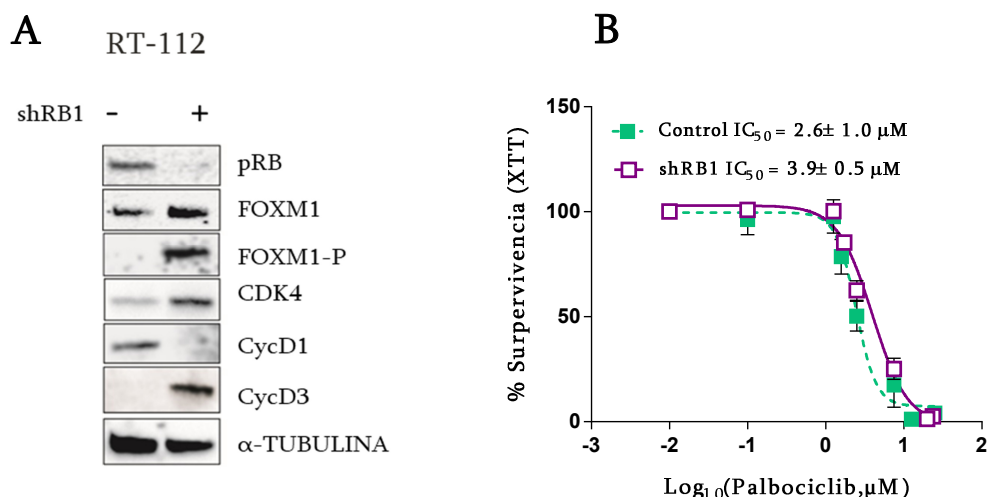 A
RT-112
shRB1 - +
pRB
FOXM1
FOXM1-P
CDK4
CycD1
CycD3
α-TUBULINA
B
150
100
50
0
% Surpervivencia (XTT)
Control IC50 = 2.6± 1.0 µM
shRB1 IC50 = 3.9± 0.5 µM
-3 -2 -1 0 1 2
Log10(Palbociclib,µM)